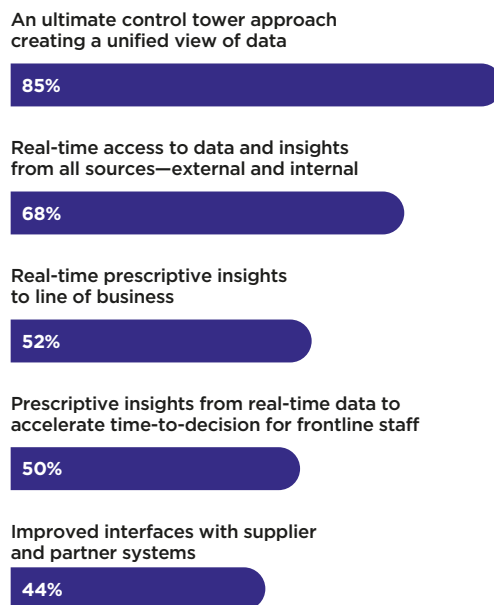 An ultimate control tower approach
creating a unified view of data
85%
Real-time access to data and insights
from all sources—external and internal
68%
Real-time prescriptive insights
to line of business
52%
Prescriptive insights from real-time data to
accelerate time-to-decision for frontline staff
50%
Improved interfaces with supplier
and partner systems
44%